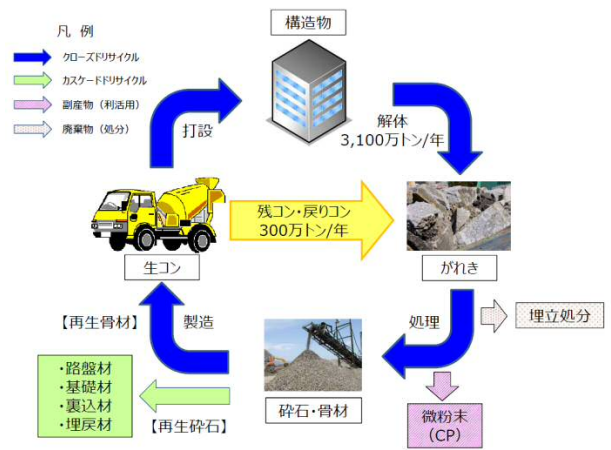 凡 例
クローズドリサイクル
カスケードリサイクル
副産物（利活用）
廃棄物（処分）
構造物
打設
解体
3,100万トン/年
残コン・戻りコン
300万トン/年
生コン
がれき
【再生骨材】
製造
処理
埋立処分
・路盤材
・基礎材
・裏込材
・埋戻材
【再生砕石】
砕石・骨材
微粉末
（CP）